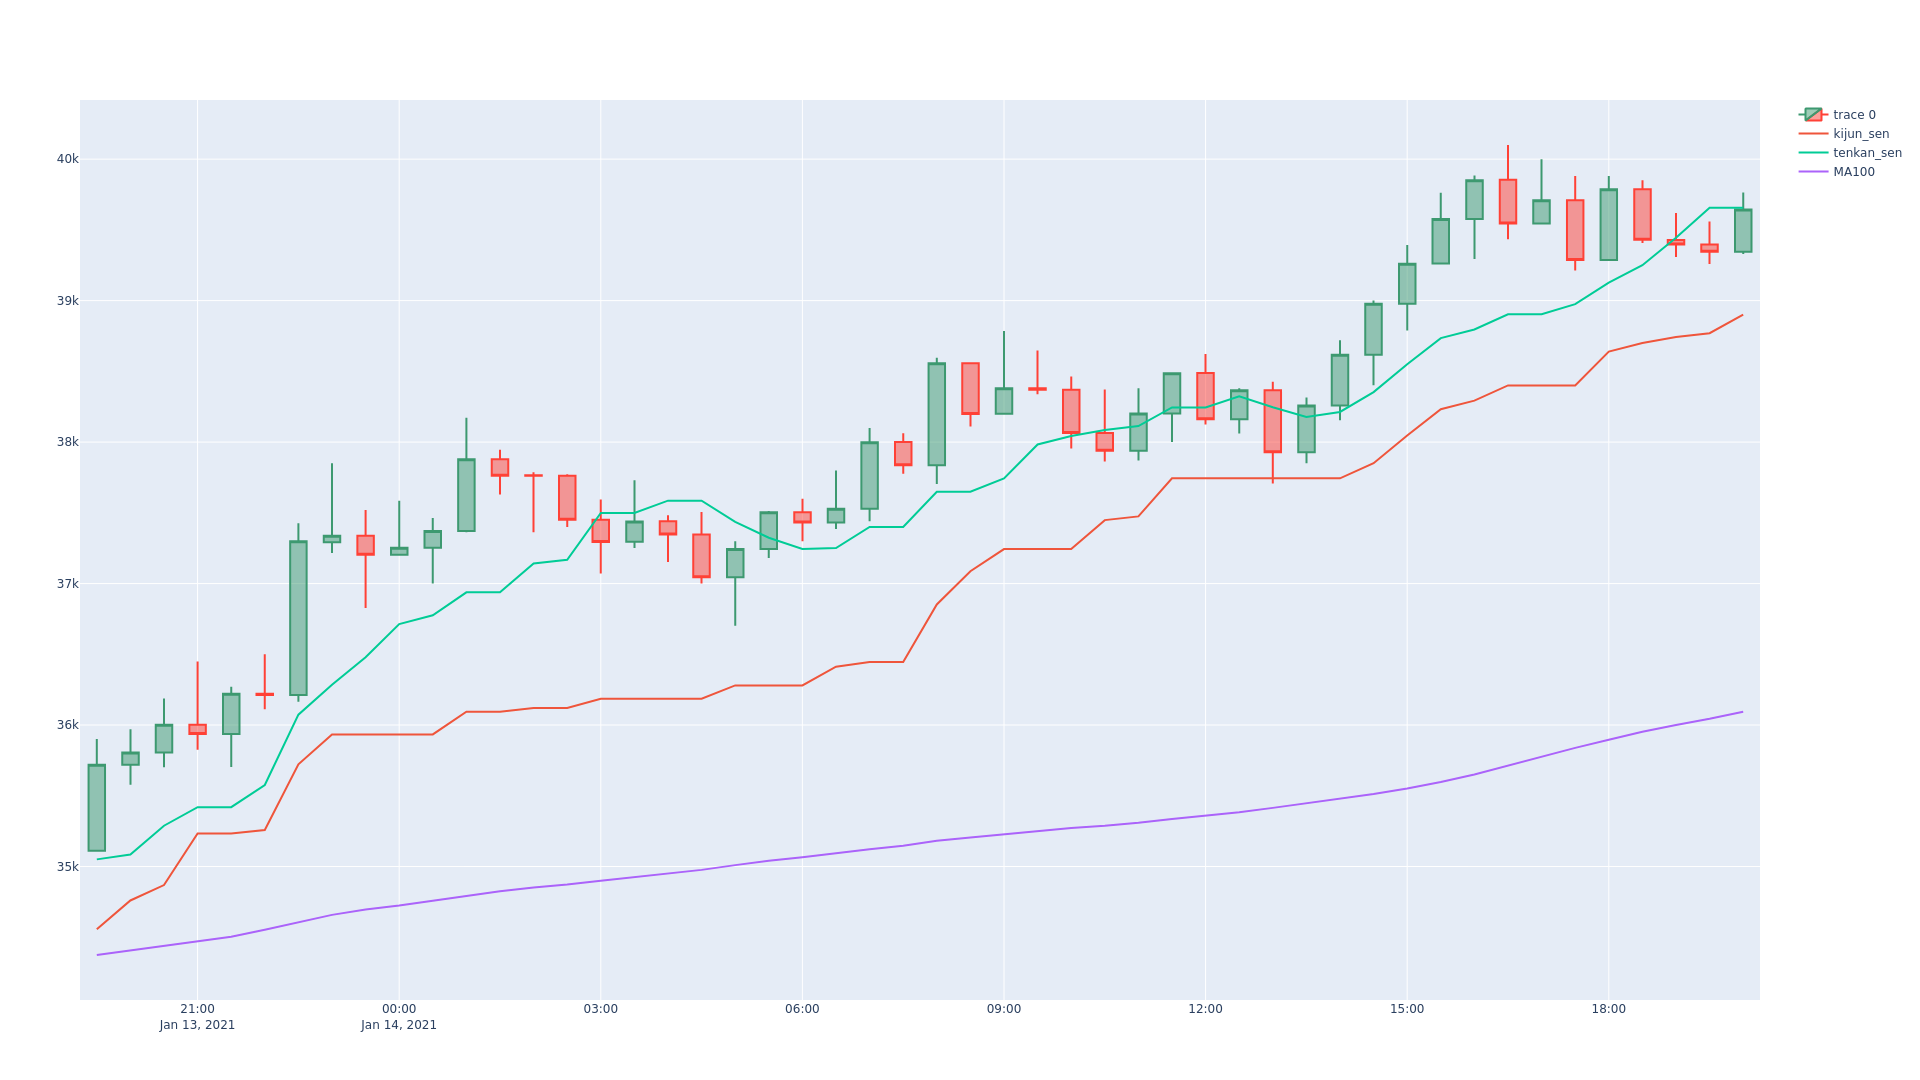 trace 0
kijun_sen
tenkan_sen
MA100
40k
39k
38k
37k
36k
35k
21:00
Jan 13, 2021
00:00
Jan 14, 2021
03:00
06:00
09:00
12:00
15:00
18:00